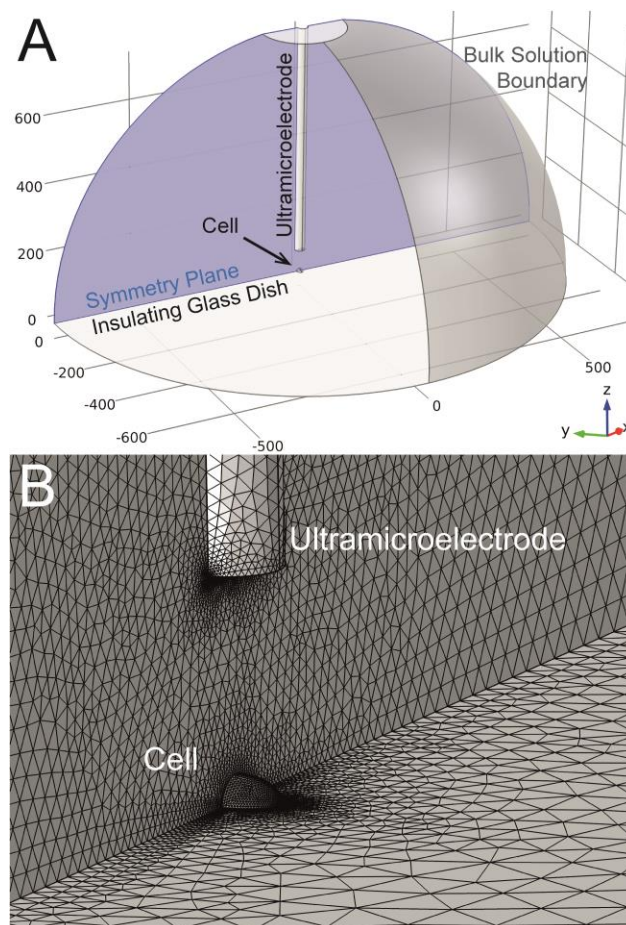 A
Bulk Solution
Boundary
600
400
200
0
0
-200
-400
-600
-500
0
500
Ultramicroelectrode
Cell
Symmetry Plane
Insulating Glass Dish
z
y
x
B
Ultramicroelectrode
Cell